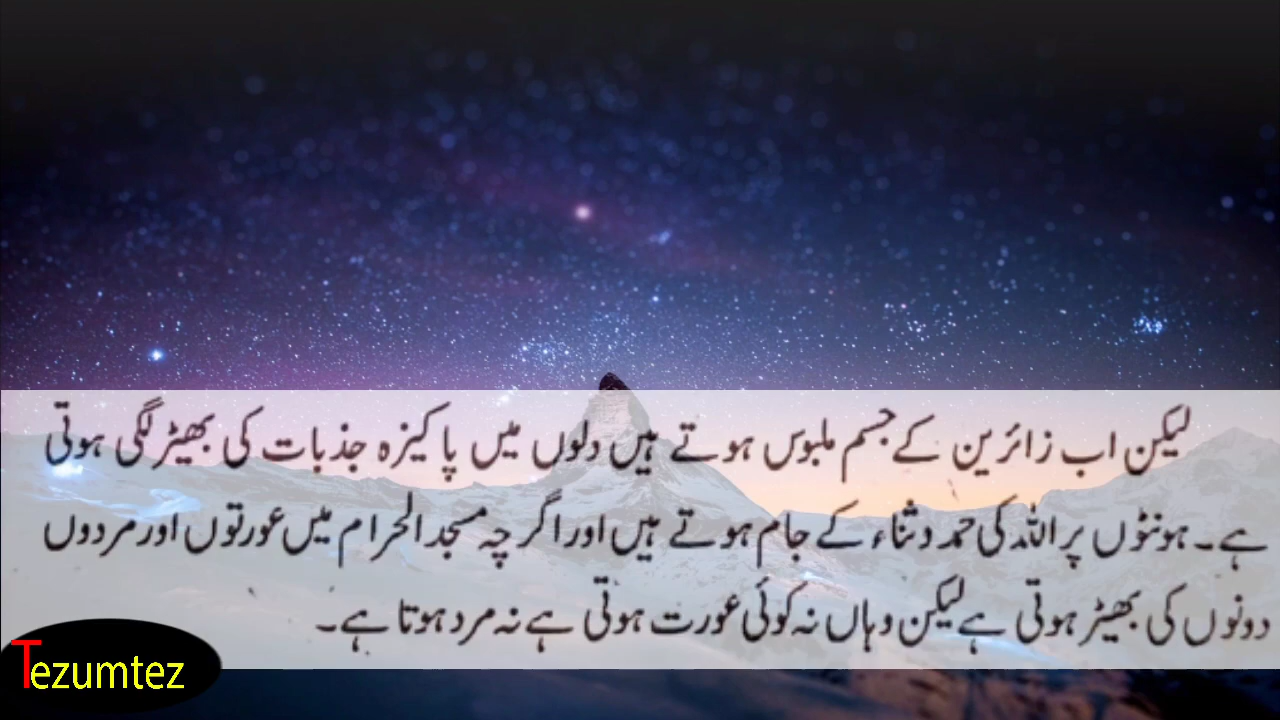 لیکن اب زائرین کے جسم ملبوس ہوتے ہیں دلوں میں پاکیزہ جذبات کی بھیڑ لگی ہوتی
ہے۔ ہونٹوں پر اللہ کی حمد و ثناء کے جام ہوتے ہیں اور اگر چہ مسجد الحرام میں عورتوں اور مردوں
دونوں کی بھیڑ ہوتی ہے لیکن وہاں نہ کوئی عورت ہوتی ہے نہ مرد ہوتا ہے۔
Tezumtez